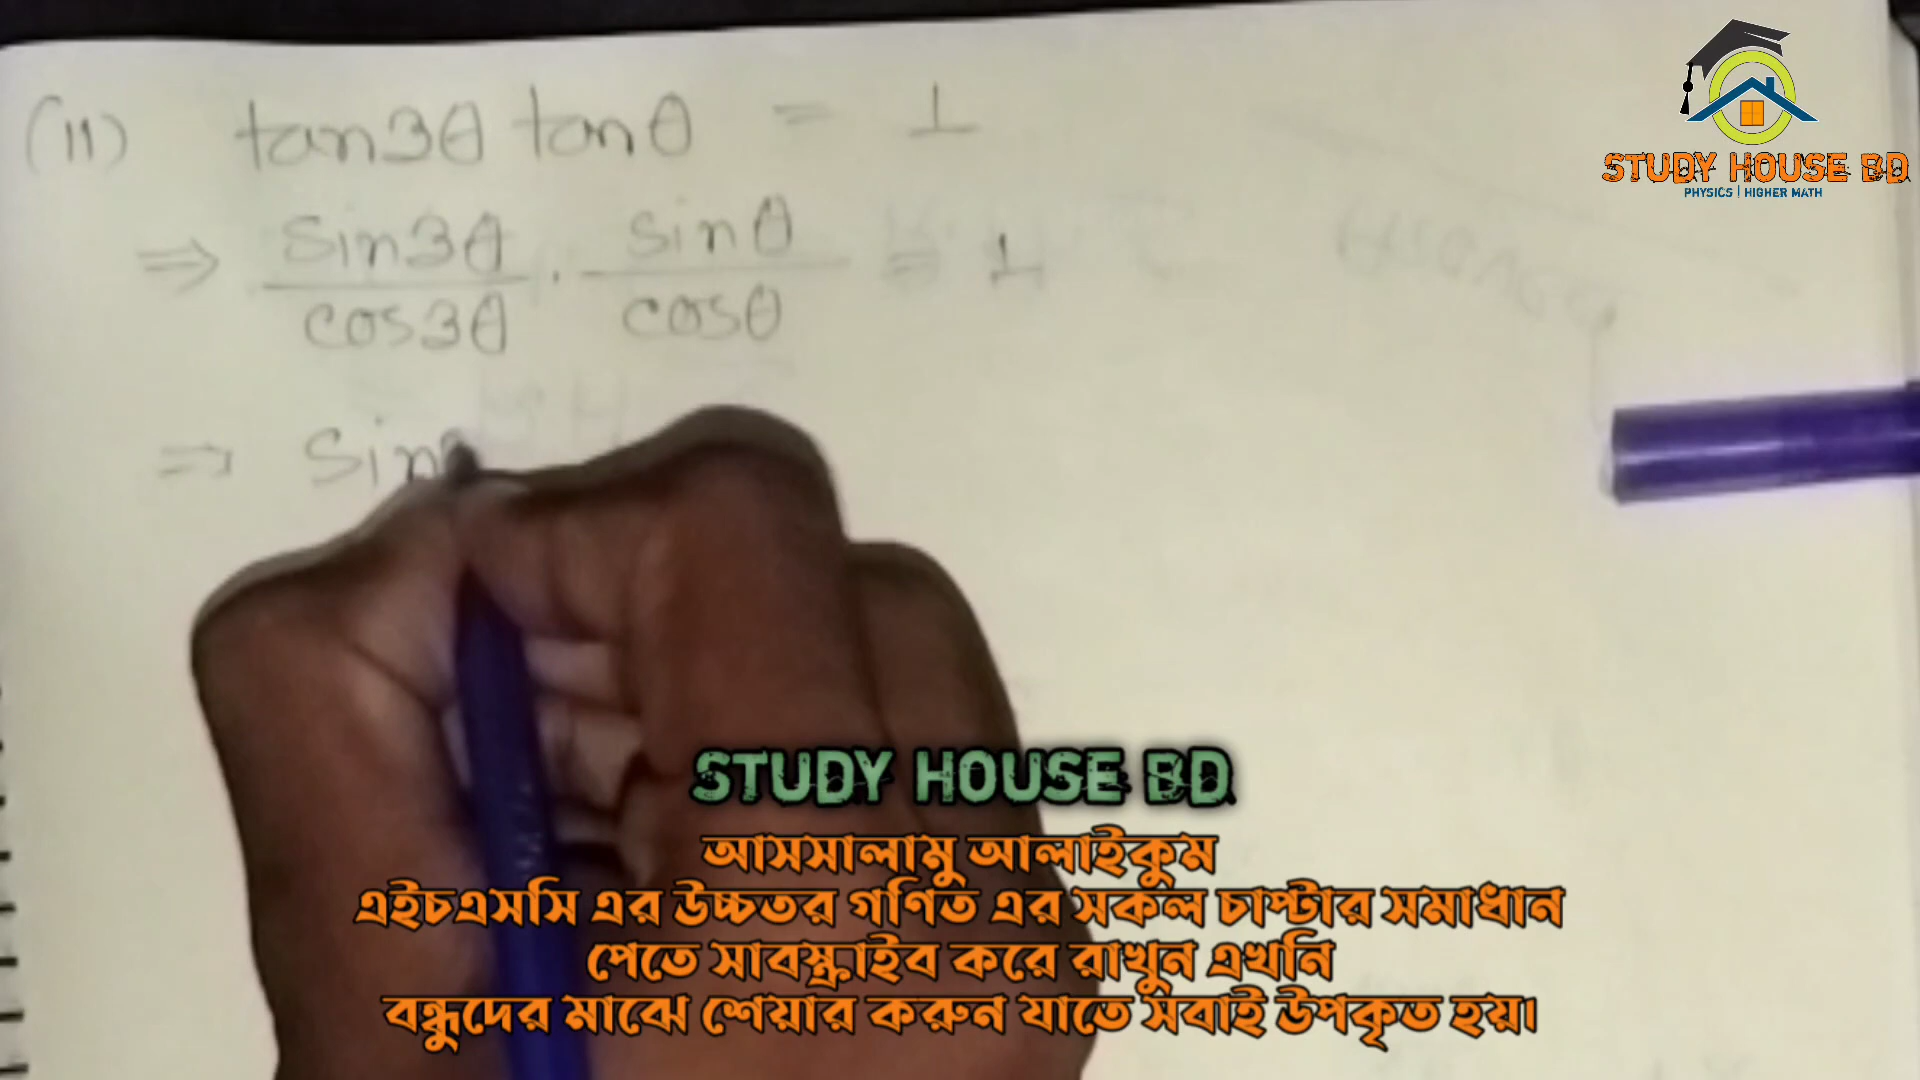 STUDY HOUSE BD
PHYSICS | HIGHER MATH
(11) tan3θ tanθ = 1
⇒ sin3θ/cos3θ · sinθ/cosθ = 1
⇒ sin
STUDY HOUSE BD
আসসালামু আলাইকুম
এইচএসসি এর উচ্চতর গণিত এর সকল চাপ্টার সমাধান
পেতে সাবস্ক্রাইব করে রাখুন এখনি
বন্ধুদের মাঝে শেয়ার করুন যাতে সবাই উপকৃত হয়।